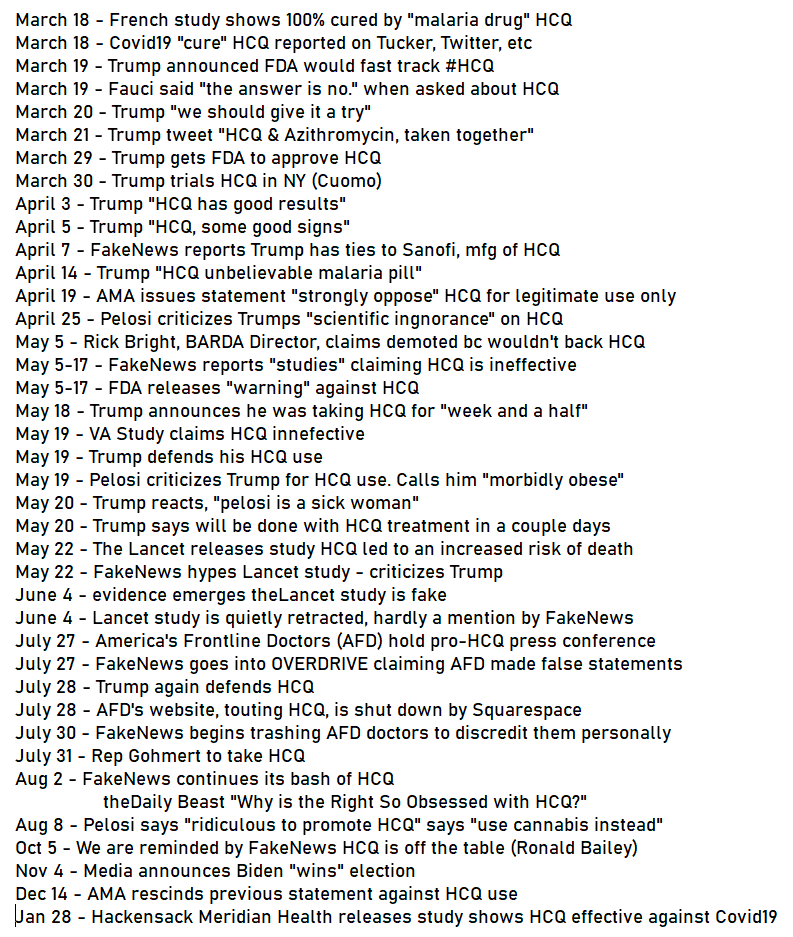 March 18 - French study shows 100% cured by "malaria drug" HCQ
March 18 - Covid19 "cure" HCQ reported on Tucker, Twitter, etc
March 19 - Trump announced FDA would fast track #HCQ
March 19 - Fauci said "the answer is no." when asked about HCQ
March 20 - Trump "we should give it a try"
March 21 - Trump tweet "HCQ & Azithromycin, taken together"
March 29 - Trump gets FDA to approve HCQ
March 30 - Trump trials HCQ in NY (Cuomo)
April 3 - Trump "HCQ has good results"
April 5 - Trump "HCQ, some good signs"
April 7 - FakeNews reports Trump has ties to Sanofi, mfg of HCQ
April 14 - Trump "HCQ unbelievable malaria pill"
April 19 - AMA issues statement "strongly oppose" HCQ for legitimate use only
April 25 - Pelosi criticizes Trumps "scientific ingnorance" on HCQ
May 5 - Rick Bright, BARDA Director, claims demoted bc wouldn't back HCQ
May 5-17 - FakeNews reports "studies" claiming HCQ is ineffective
May 5-17 - FDA releases "warning" against HCQ
May 18 - Trump announces he was taking HCQ for "week and a half"
May 19 - VA Study claims HCQ innefective
May 19 - Trump defends his HCQ use
May 19 - Pelosi criticizes Trump for HCQ use. Calls him "morbidly obese"
May 20 - Trump reacts, "pelosi is a sick woman"
May 20 - Trump says will be done with HCQ treatment in a couple days
May 22 - The Lancet releases study HCQ led to an increased risk of death
May 22 - FakeNews hypes Lancet study - criticizes Trump
June 4 - evidence emerges theLancet study is fake
June 4 - Lancet study is quietly retracted, hardly a mention by FakeNews
July 27 - America's Frontline Doctors (AFD) hold pro-HCQ press conference
July 27 - FakeNews goes into OVERDRIVE claiming AFD made false statements
July 28 - Trump again defends HCQ
July 28 - AFD's website, touting HCQ, is shut down by Squarespace
July 30 - FakeNews begins trashing AFD doctors to discredit them personally
July 31 - Rep Gohmert to take HCQ
Aug 2 - FakeNews continues its bash of HCQ
theDaily Beast "Why is the Right So Obsessed with HCQ?"
Aug 8 - Pelosi says "ridiculous to promote HCQ" says "use cannabis instead"
Oct 5 - We are reminded by FakeNews HCQ is off the table (Ronald Bailey)
Nov 4 - Media announces Biden "wins" election
Dec 14 - AMA rescinds previous statement against HCQ use
Jan 28 - Hackensack Meridian Health releases study shows HCQ effective against Covid19